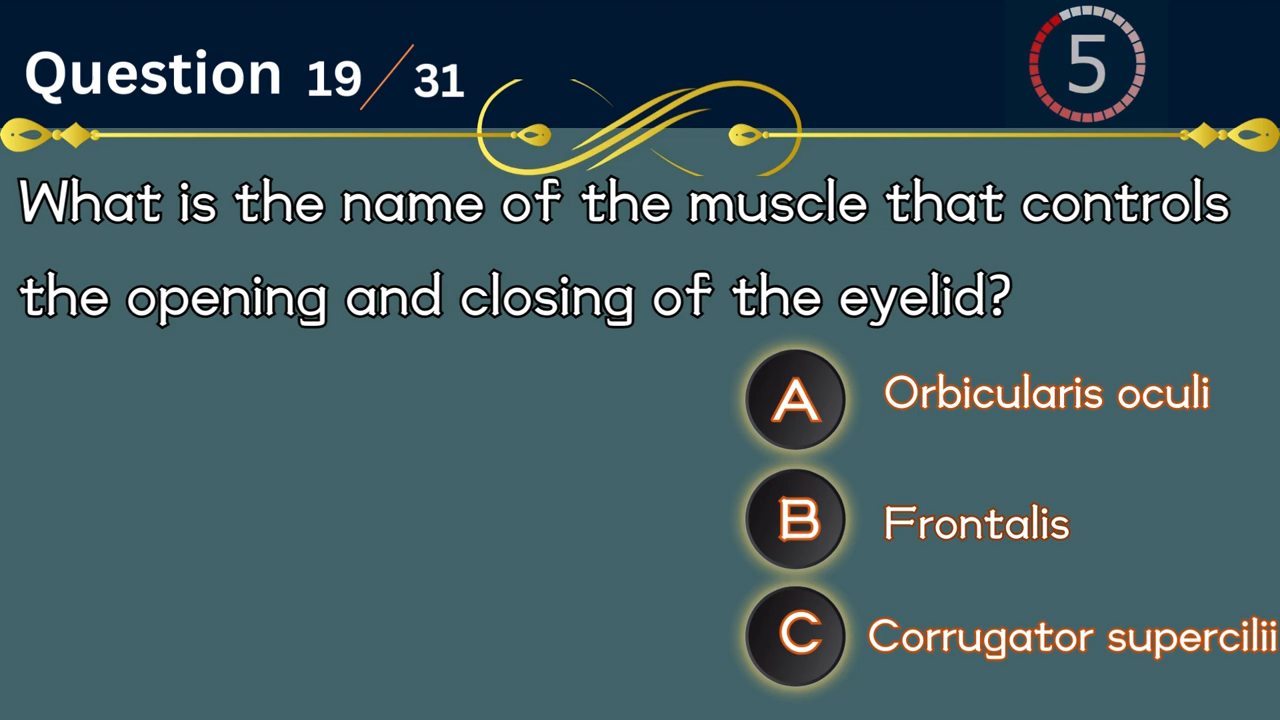 Question 19/31
5
What is the name of the muscle that controls
the opening and closing of the eyelid?
A Orbicularis oculi
B Frontalis
C Corrugator supercilii